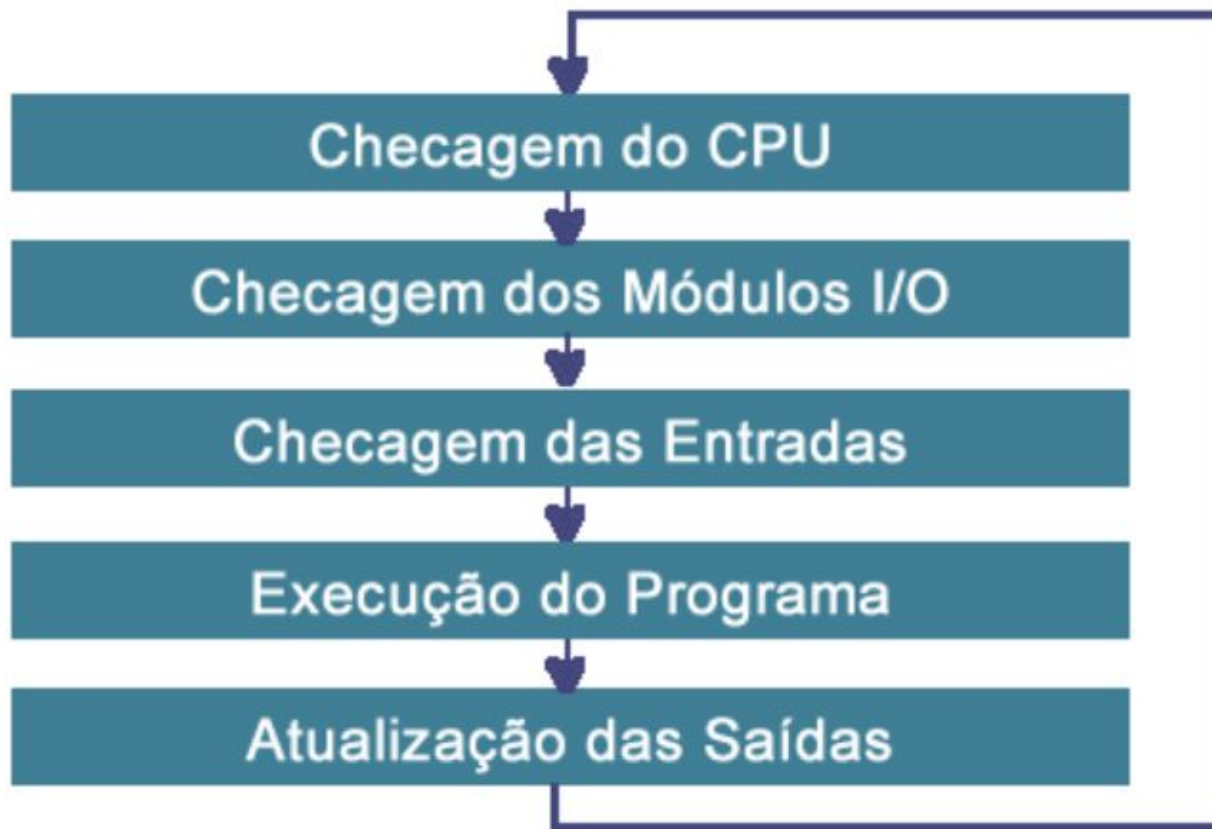 Checagem do CPU
Checagem dos Módulos I/O
Checagem das Entradas
Execução do Programa
Atualização das Saídas